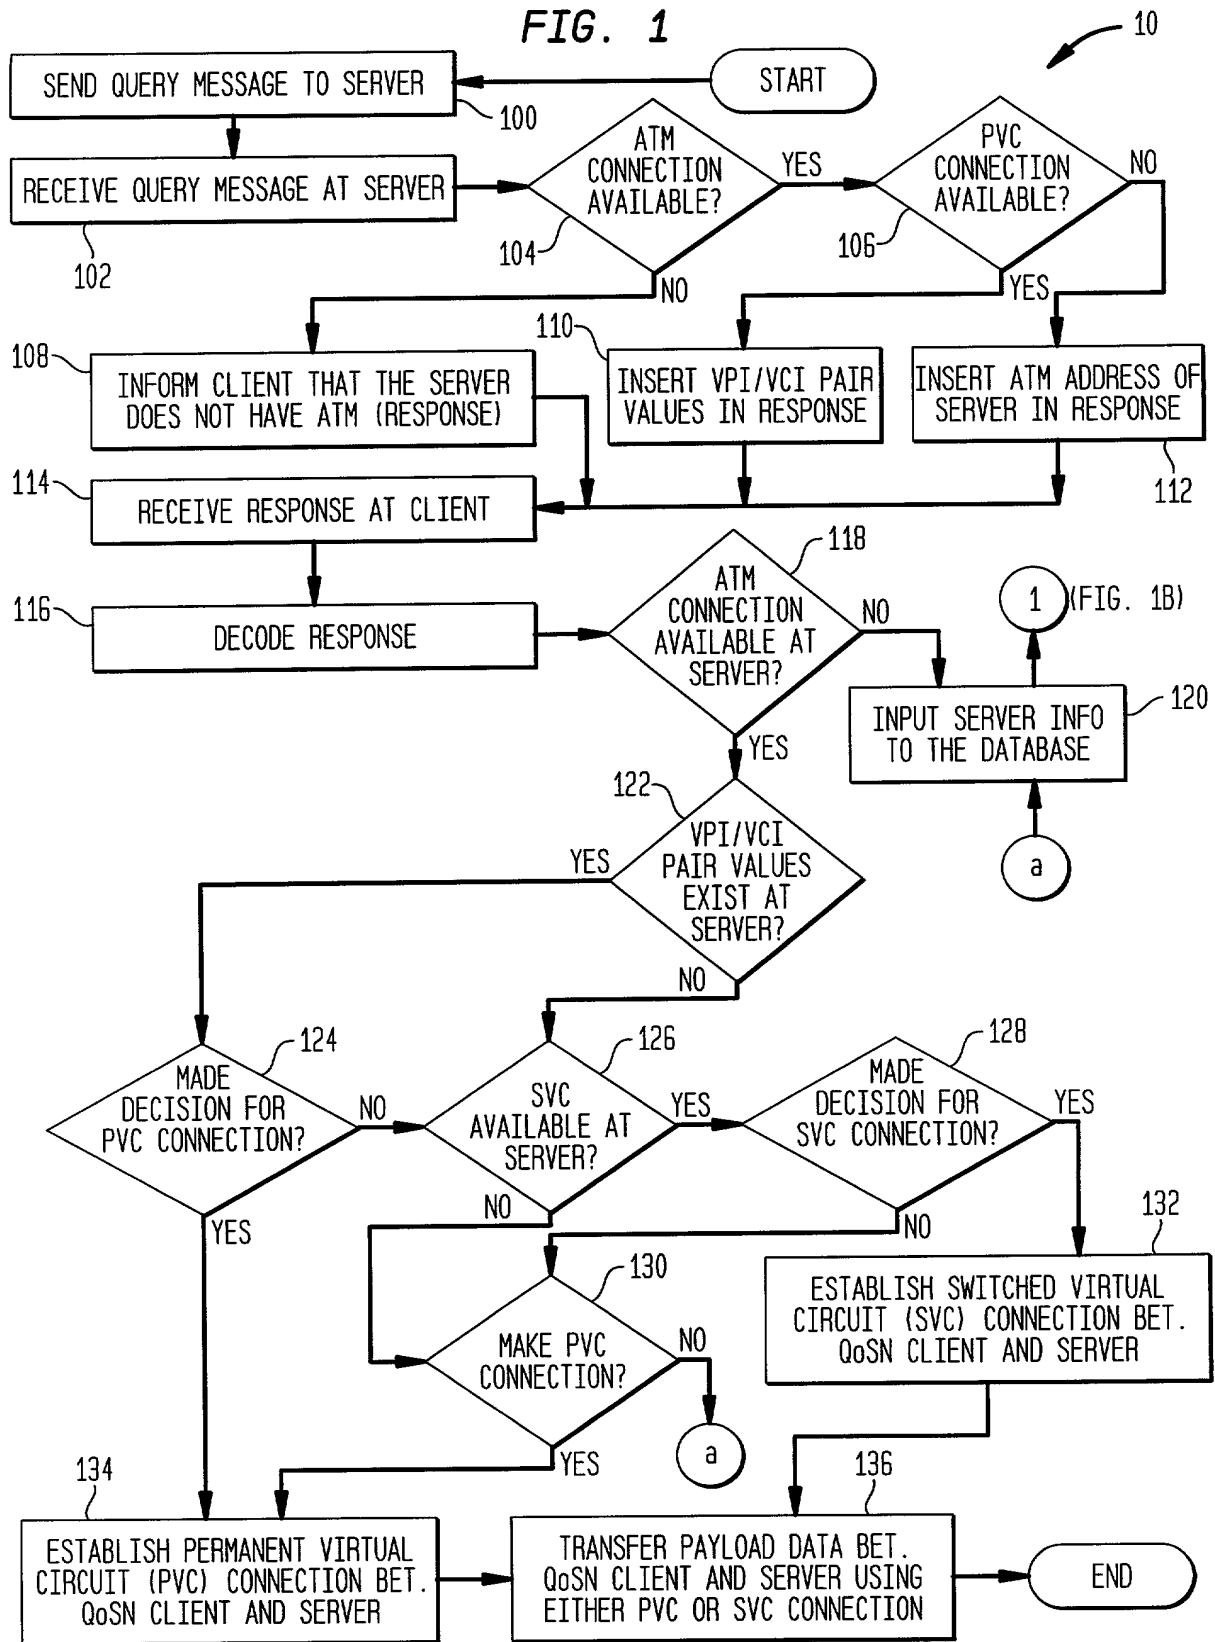 FIG. 1
10
START
SEND QUERY MESSAGE TO SERVER
100
RECEIVE QUERY MESSAGE AT SERVER
102
ATM
CONNECTION
AVAILABLE?
104
YES
NO
PVC
CONNECTION
AVAILABLE?
106
NO
YES
108
INFORM CLIENT THAT THE SERVER
DOES NOT HAVE ATM (RESPONSE)
110
INSERT VPI/VCI PAIR
VALUES IN RESPONSE
INSERT ATM ADDRESS OF
SERVER IN RESPONSE
112
114
RECEIVE RESPONSE AT CLIENT
116
DECODE RESPONSE
118
ATM
CONNECTION
AVAILABLE AT
SERVER?
NO
YES
1
(FIG. 1B)
INPUT SERVER INFO
TO THE DATABASE
120
a
122
VPI/VCI
PAIR VALUES
EXIST AT
SERVER?
YES
NO
124
MADE
DECISION FOR
PVC CONNECTION?
NO
YES
126
SVC
AVAILABLE AT
SERVER?
YES
NO
128
MADE
DECISION FOR
SVC CONNECTION?
YES
NO
130
MAKE PVC
CONNECTION?
NO
YES
a
132
ESTABLISH SWITCHED VIRTUAL
CIRCUIT (SVC) CONNECTION BET.
QoSN CLIENT AND SERVER
134
ESTABLISH PERMANENT VIRTUAL
CIRCUIT (PVC) CONNECTION BET.
QoSN CLIENT AND SERVER
136
TRANSFER PAYLOAD DATA BET.
QoSN CLIENT AND SERVER USING
EITHER PVC OR SVC CONNECTION
END